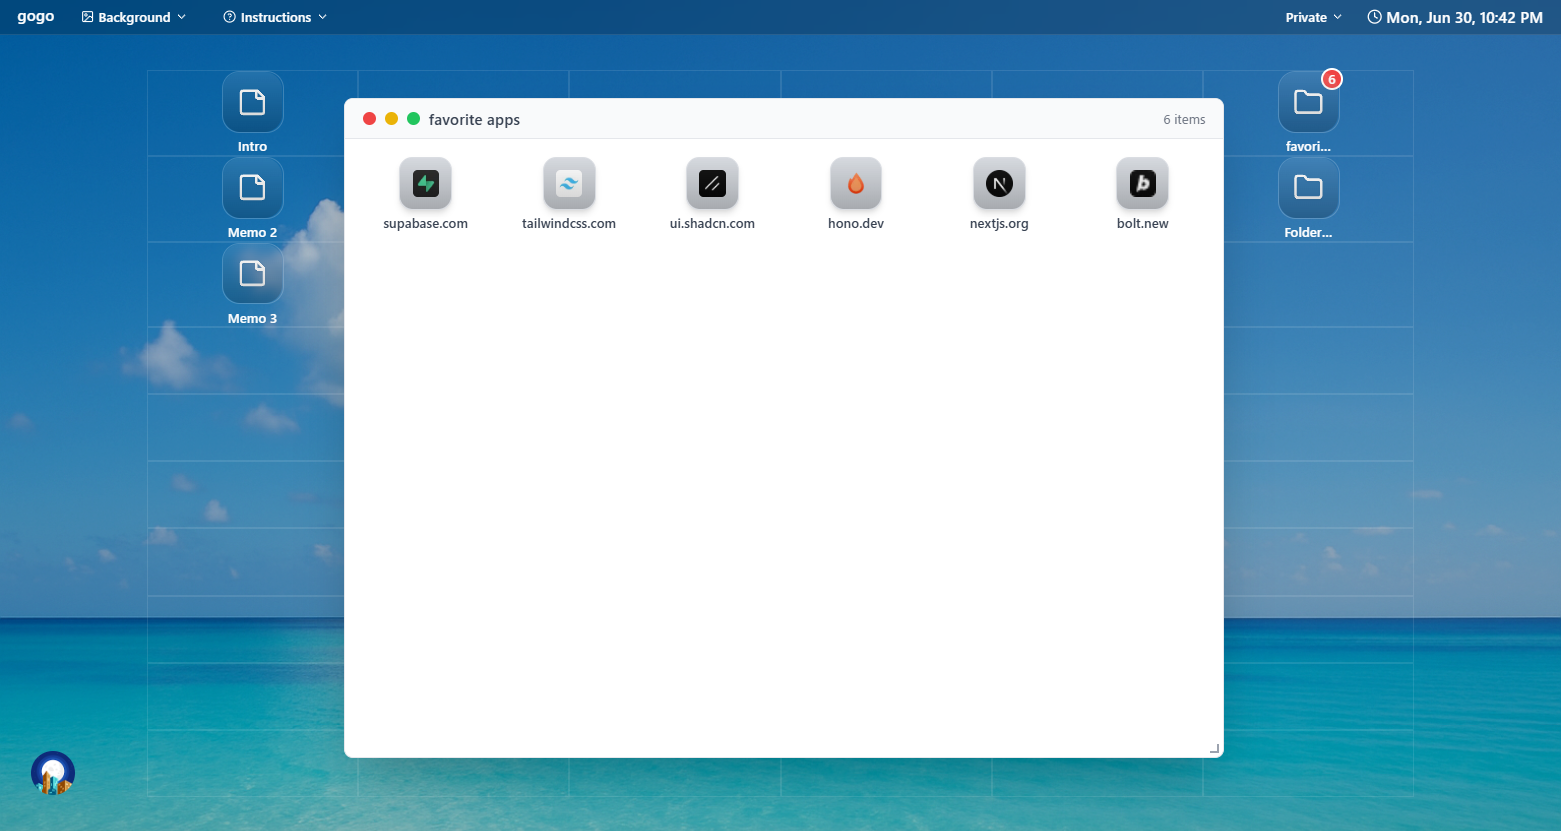 gogo
Background
Instructions
Private
Mon, Jun 30, 10:42 PM
Intro
Memo 2
Memo 3
favorite apps
6 items
supabase.com
tailwindcss.com
ui.shadcn.com
hono.dev
nextjs.org
bolt.new
6
favori...
Folder...